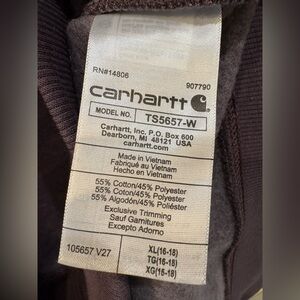 RN#14806
907790
carhartt
MODEL NO. TS5657-W
Carhartt, Inc. P.O. Box 600
Dearborn, MI 48121 USA
carhartt.com
Made in Vietnam
Fabriqué au Vietnam
Hecho en Vietnam
55% Cotton/45% Polyester
55% Coton/45% Polyester
55% Algodón/45% Poliéster
Exclusive Trimming
Sauf Garnitures
Excepto Adorno
105657 V27
XL(16-18)
TG(16-18)
XG(16-18)